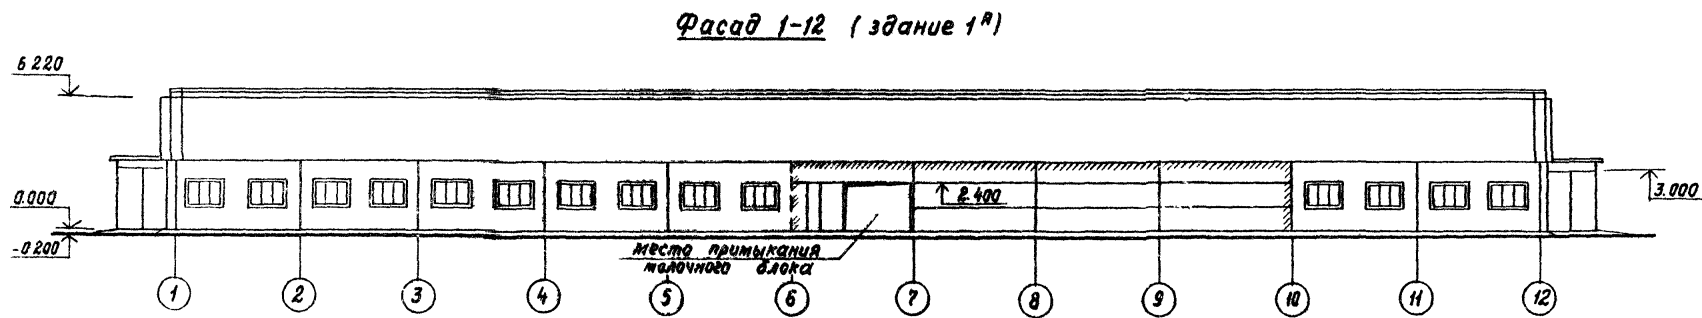 Фасад 1-12 (здание 1А)
6 220
0.000
2.400
3.000
-0.200
место примыкания
молочного блока
1 2 3 4 5 6 7 8 9 10 11 12